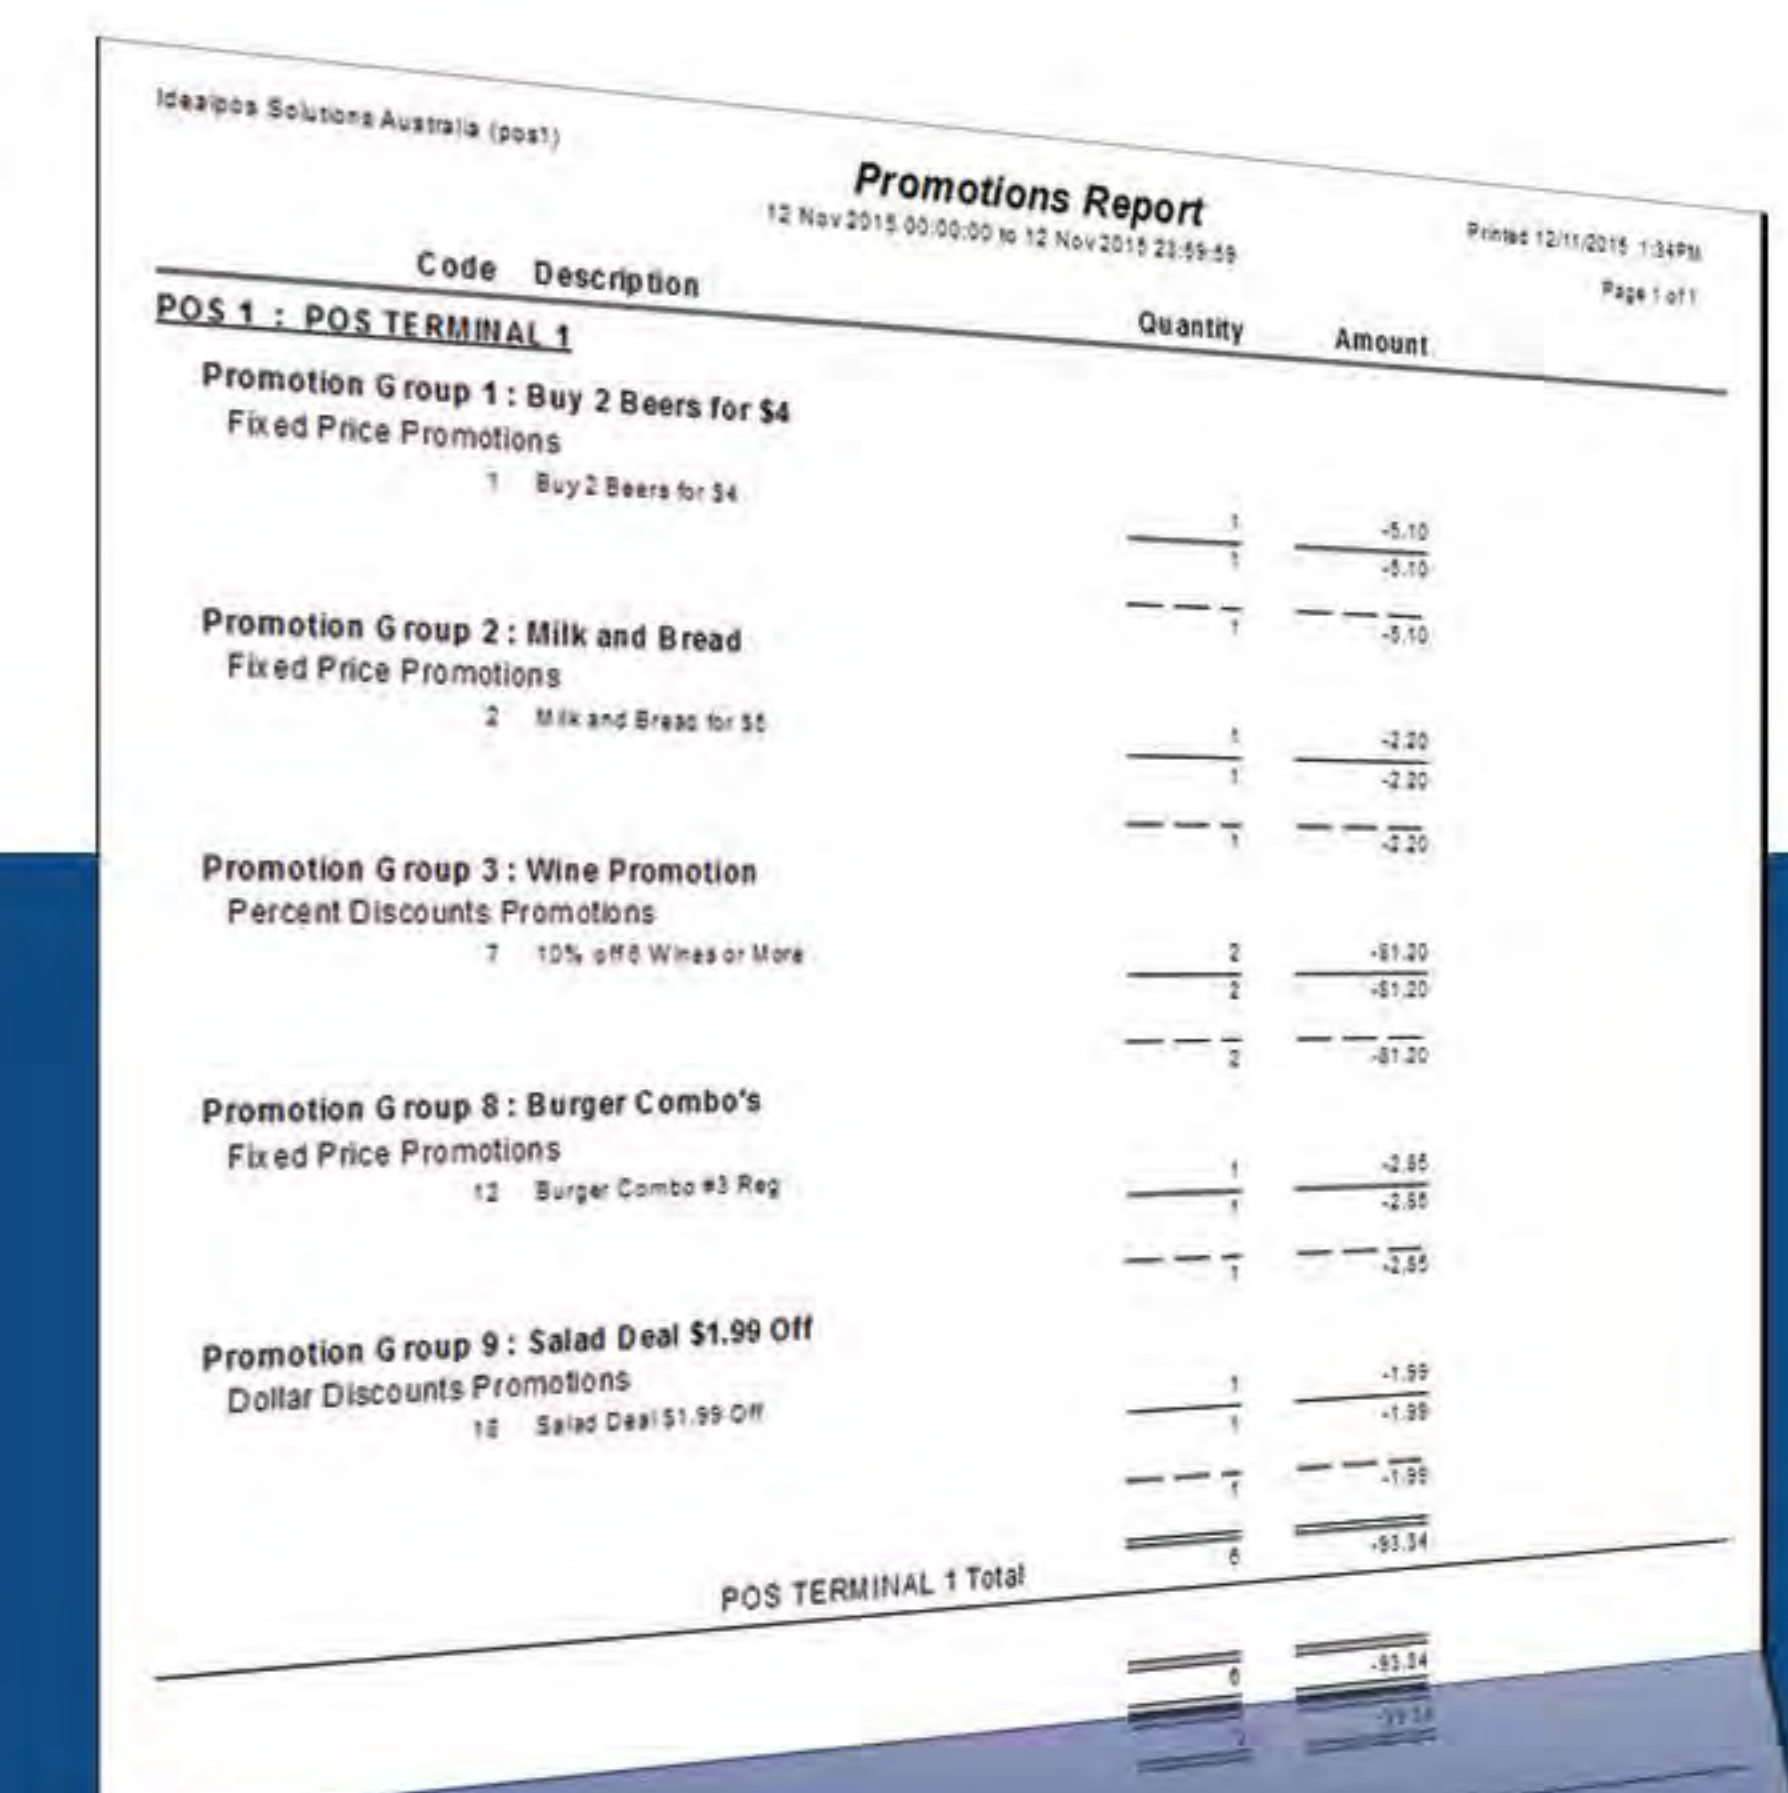 Idealpos Solutions Australia (pos1)
Promotions Report
12 Nov 2015 00:00:00 to 12 Nov 2015 23:59:59
Printed 12/11/2015 1:34PM
Page 1 of 1
Code Description Quantity Amount
POS 1 : POS TERMINAL 1
Promotion Group 1 : Buy 2 Beers for $4
Fixed Price Promotions
1 Buy 2 Beers for $4 1 -5.10
1 -5.10
1 -5.10
Promotion Group 2 : Milk and Bread
Fixed Price Promotions
2 Milk and Bread for $5 1 -2.20
1 -2.20
1 -2.20
Promotion Group 3 : Wine Promotion
Percent Discounts Promotions
7 10% off 6 Wines or More 2 -81.20
2 -81.20
2 -81.20
Promotion Group 8 : Burger Combo's
Fixed Price Promotions
12 Burger Combo #3 Reg 1 -2.85
1 -2.85
1 -2.85
Promotion Group 9 : Salad Deal $1.99 Off
Dollar Discounts Promotions
Salad Deal $1.99 Off 1 -1.99
1 -1.99
1 -1.99
POS TERMINAL 1 Total 6 -93.34
6 -93.34